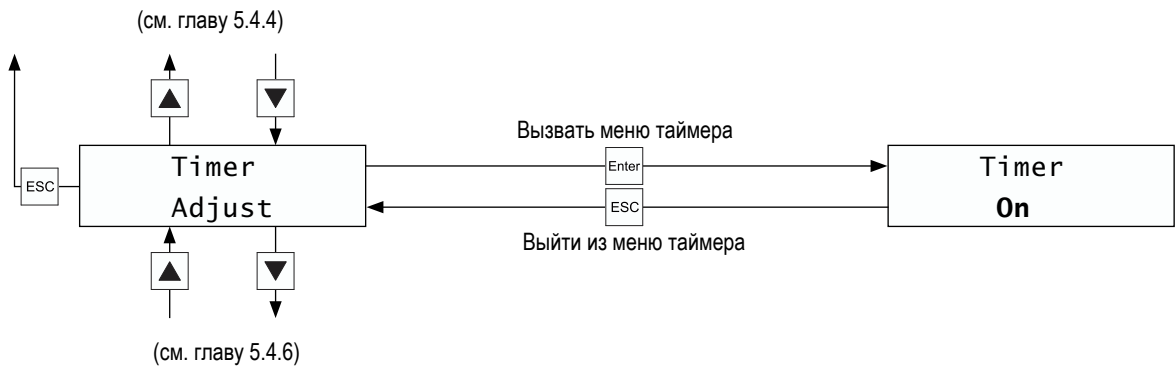 (см. главу 5.4.4)
Вызвать меню таймера
ESC
Timer
Adjust
Enter
ESC
Timer
On
Выйти из меню таймера
(см. главу 5.4.6)